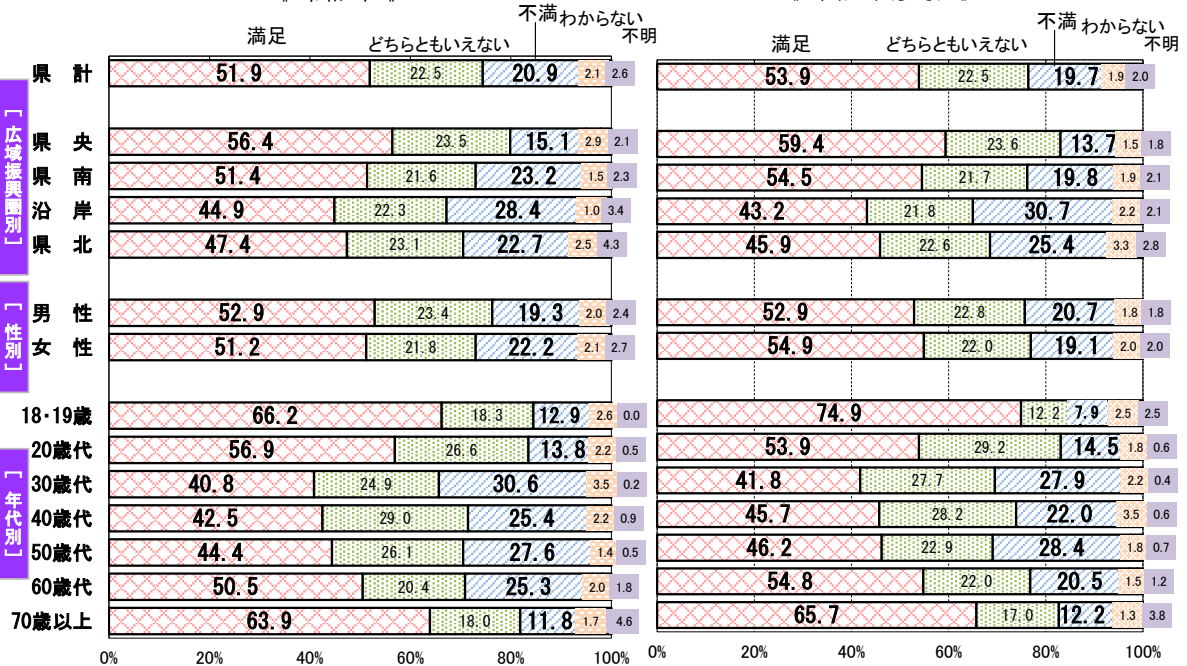 不満 わからない 不明
満足 どちらともいえない
不満 わからない 不明
満足 どちらともいえない
県 計 51.9 22.5 20.9 2.1 2.6 53.9 22.5 19.7 1.9 2.0
[広域振興圏別]
県 央 56.4 23.5 15.1 2.9 2.1 59.4 23.6 13.7 1.5 1.8
県 南 51.4 21.6 23.2 1.5 2.3 54.5 21.7 19.8 1.9 2.1
沿 岸 44.9 22.3 28.4 1.0 3.4 43.2 21.8 30.7 2.2 2.1
県 北 47.4 23.1 22.7 2.5 4.3 45.9 22.6 25.4 3.3 2.8
[性別]
男 性 52.9 23.4 19.3 2.0 2.4 52.9 22.8 20.7 1.8 1.8
女 性 51.2 21.8 22.2 2.1 2.7 54.9 22.0 19.1 2.0 2.0
[年代別]
18・19歳 66.2 18.3 12.9 2.6 0.0 74.9 12.2 7.9 2.5 2.5
20歳代 56.9 26.6 13.8 2.2 0.5 53.9 29.2 14.5 1.8 0.6
30歳代 40.8 24.9 30.6 3.5 0.2 41.8 27.7 27.9 2.2 0.4
40歳代 42.5 29.0 25.4 2.2 0.9 45.7 28.2 22.0 3.5 0.6
50歳代 44.4 26.1 27.6 1.4 0.5 46.2 22.9 28.4 1.8 0.7
60歳代 50.5 20.4 25.3 2.0 1.8 54.8 22.0 20.5 1.5 1.2
70歳以上 63.9 18.0 11.8 1.7 4.6 65.7 17.0 12.2 1.3 3.8
0% 20% 40% 60% 80% 100% 0% 20% 40% 60% 80% 100%